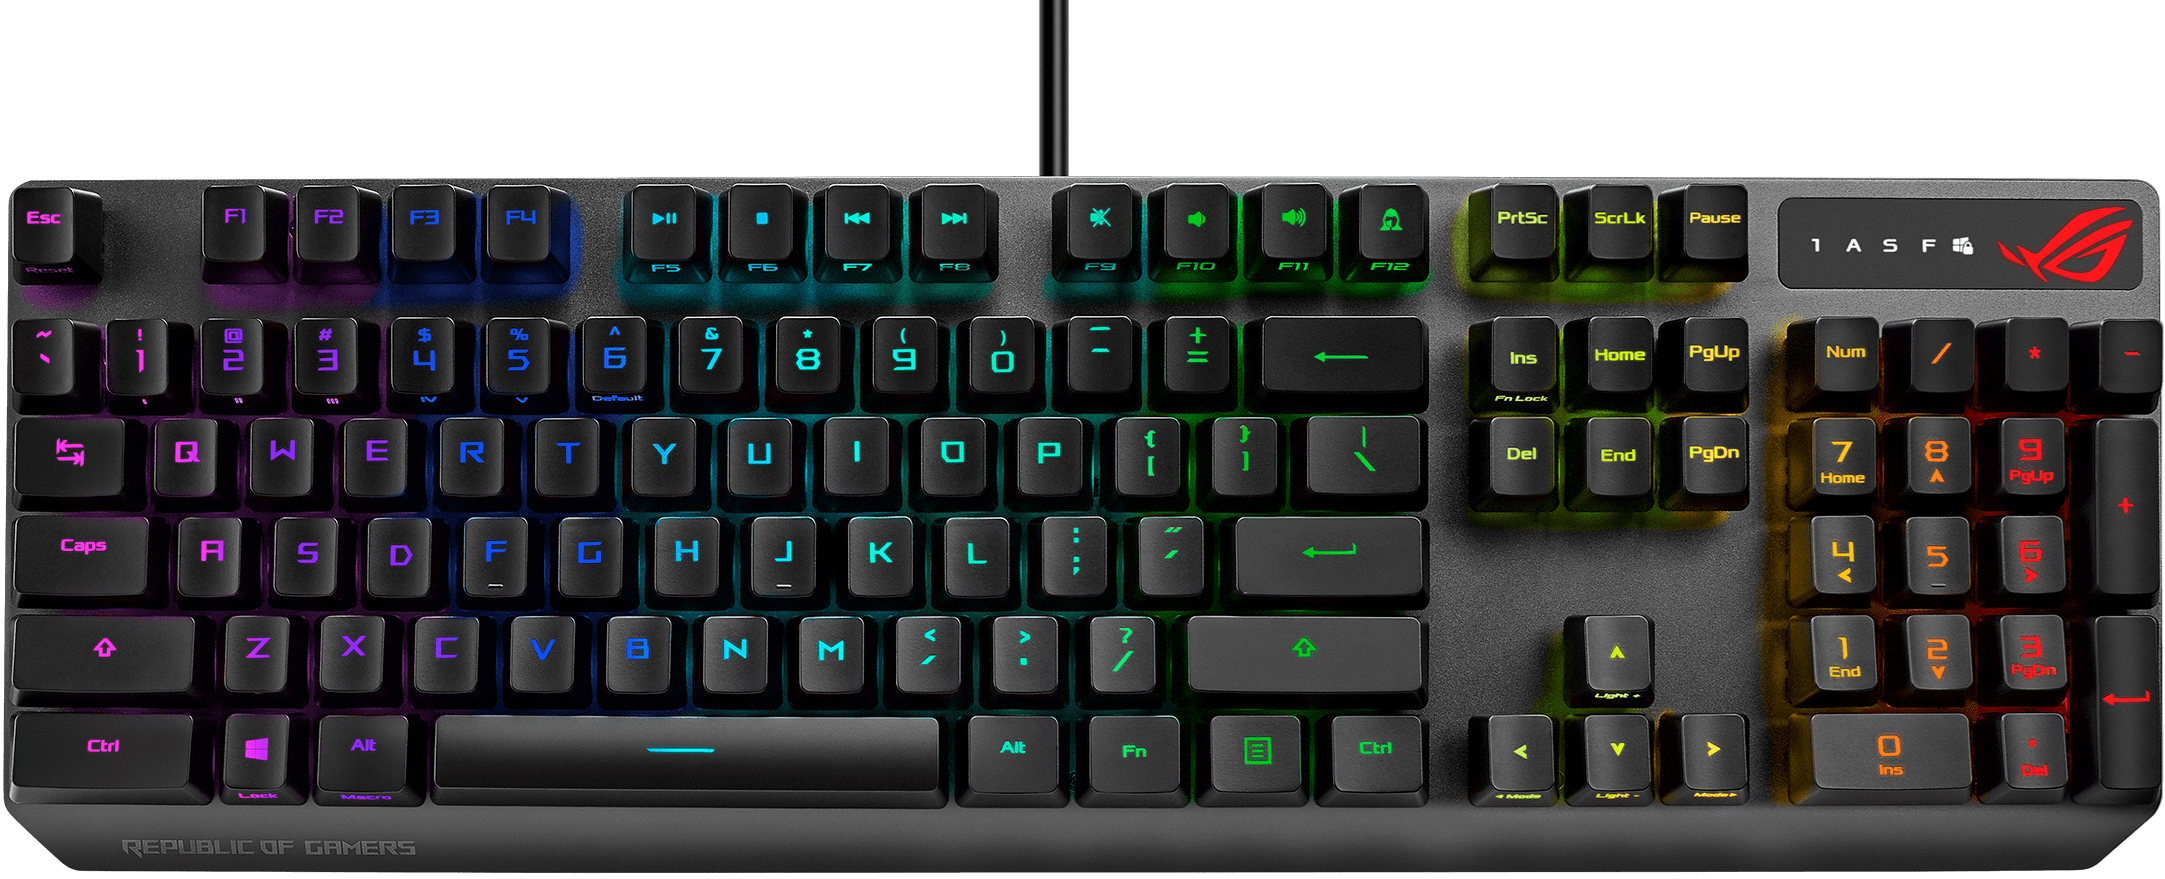 Esc F1 F2 F3 F4 PrtSc ScrLk Pause
Reset F5 F6 F7 F8 F9 F10 F11 F12
1 A S F
~ ! @ # $ % ^ & * ( ) — +
` 1 2 3 4 5 6 7 8 9 0 - = Ins Home PgUp Num / * -
Default Fn Lock
Q W E R T Y U I O P { [ } ] | \ Del End PgDn 7 8 9 +
Home PgUp
Caps A S D F G H J K L : ; " ' 4 5 6
Z X C V B N M < , > . ? / 1 2 3
Light + End PgDn
Ctrl Alt Alt Fn Ctrl 0 .
Ins Del
Lock Macro Mode Light - Mode
REPUBLIC OF GAMERS